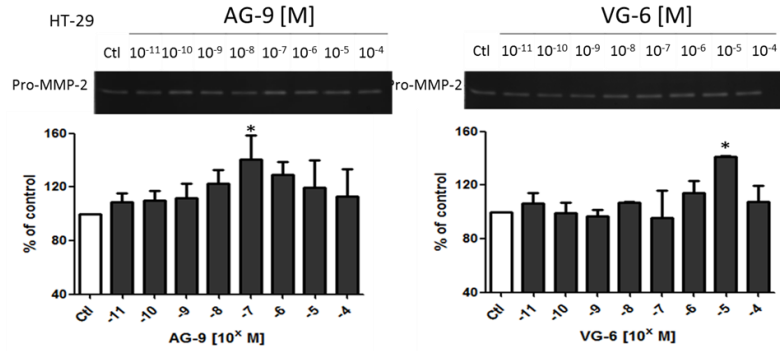 HT-29
AG-9 [M]
Ctl 10-11 10-10 10-9 10-8 10-7 10-6 10-5 10-4
Pro-MMP-2
160
120
80
40
% of control
*
Ctl -11 -10 -9 -8 -7 -6 -5 -4
AG-9 [10x M]
VG-6 [M]
Ctl 10-11 10-10 10-9 10-8 10-7 10-6 10-5 10-4
Pro-MMP-2
160
120
80
40
% of control
*
Ctl -11 -10 -9 -8 -7 -6 -5 -4
VG-6 [10x M]